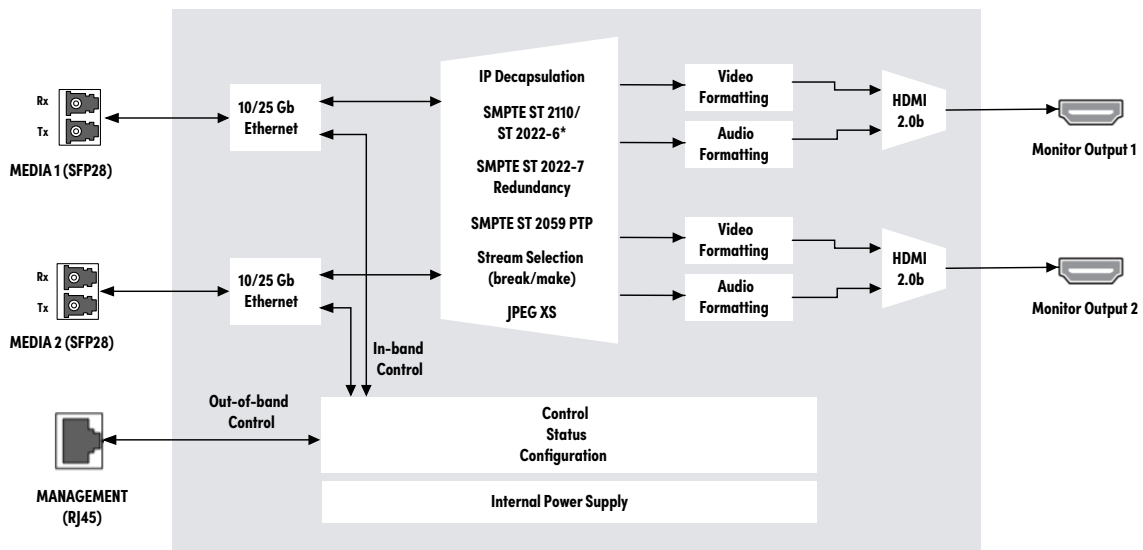 Rx
Tx
MEDIA 1 (SFP28)
10/25 Gb
Ethernet
IP Decapsulation
SMPTE ST 2110/
ST 2022-6*
SMPTE ST 2022-7
Redundancy
SMPTE ST 2059 PTP
Stream Selection
(break/make)
JPEG XS
Video
Formatting
Audio
Formatting
HDMI
2.0b
Monitor Output 1
Rx
Tx
MEDIA 2 (SFP28)
10/25 Gb
Ethernet
Video
Formatting
Audio
Formatting
HDMI
2.0b
Monitor Output 2
In-band
Control
Out-of-band
Control
MANAGEMENT
(RJ45)
Control
Status
Configuration
Internal Power Supply